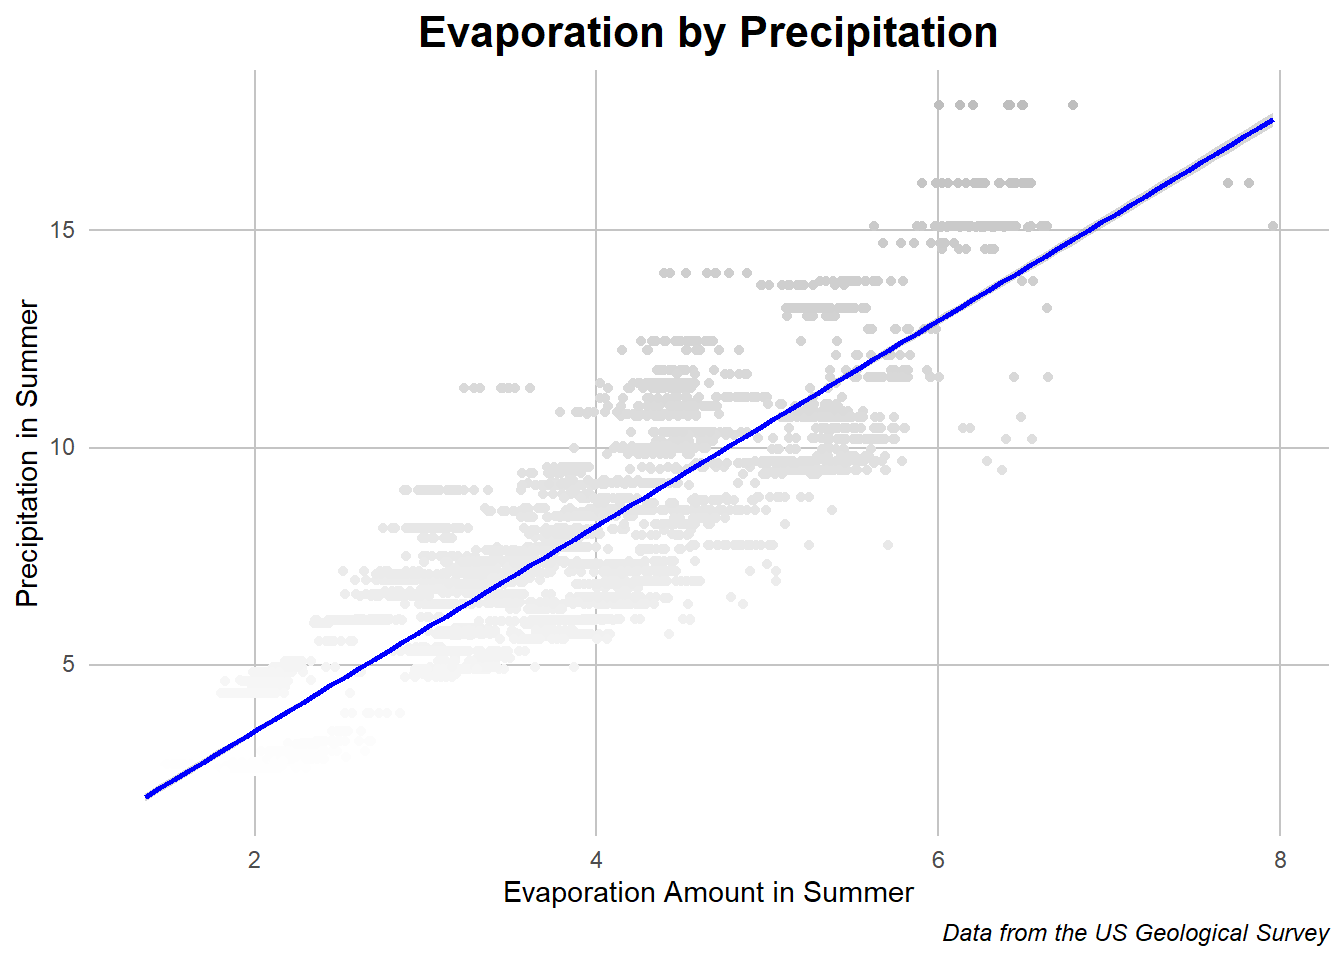 Evaporation by Precipitation
Precipitation in Summer
15
10
5
2 4 6 8
Evaporation Amount in Summer
Data from the US Geological Survey